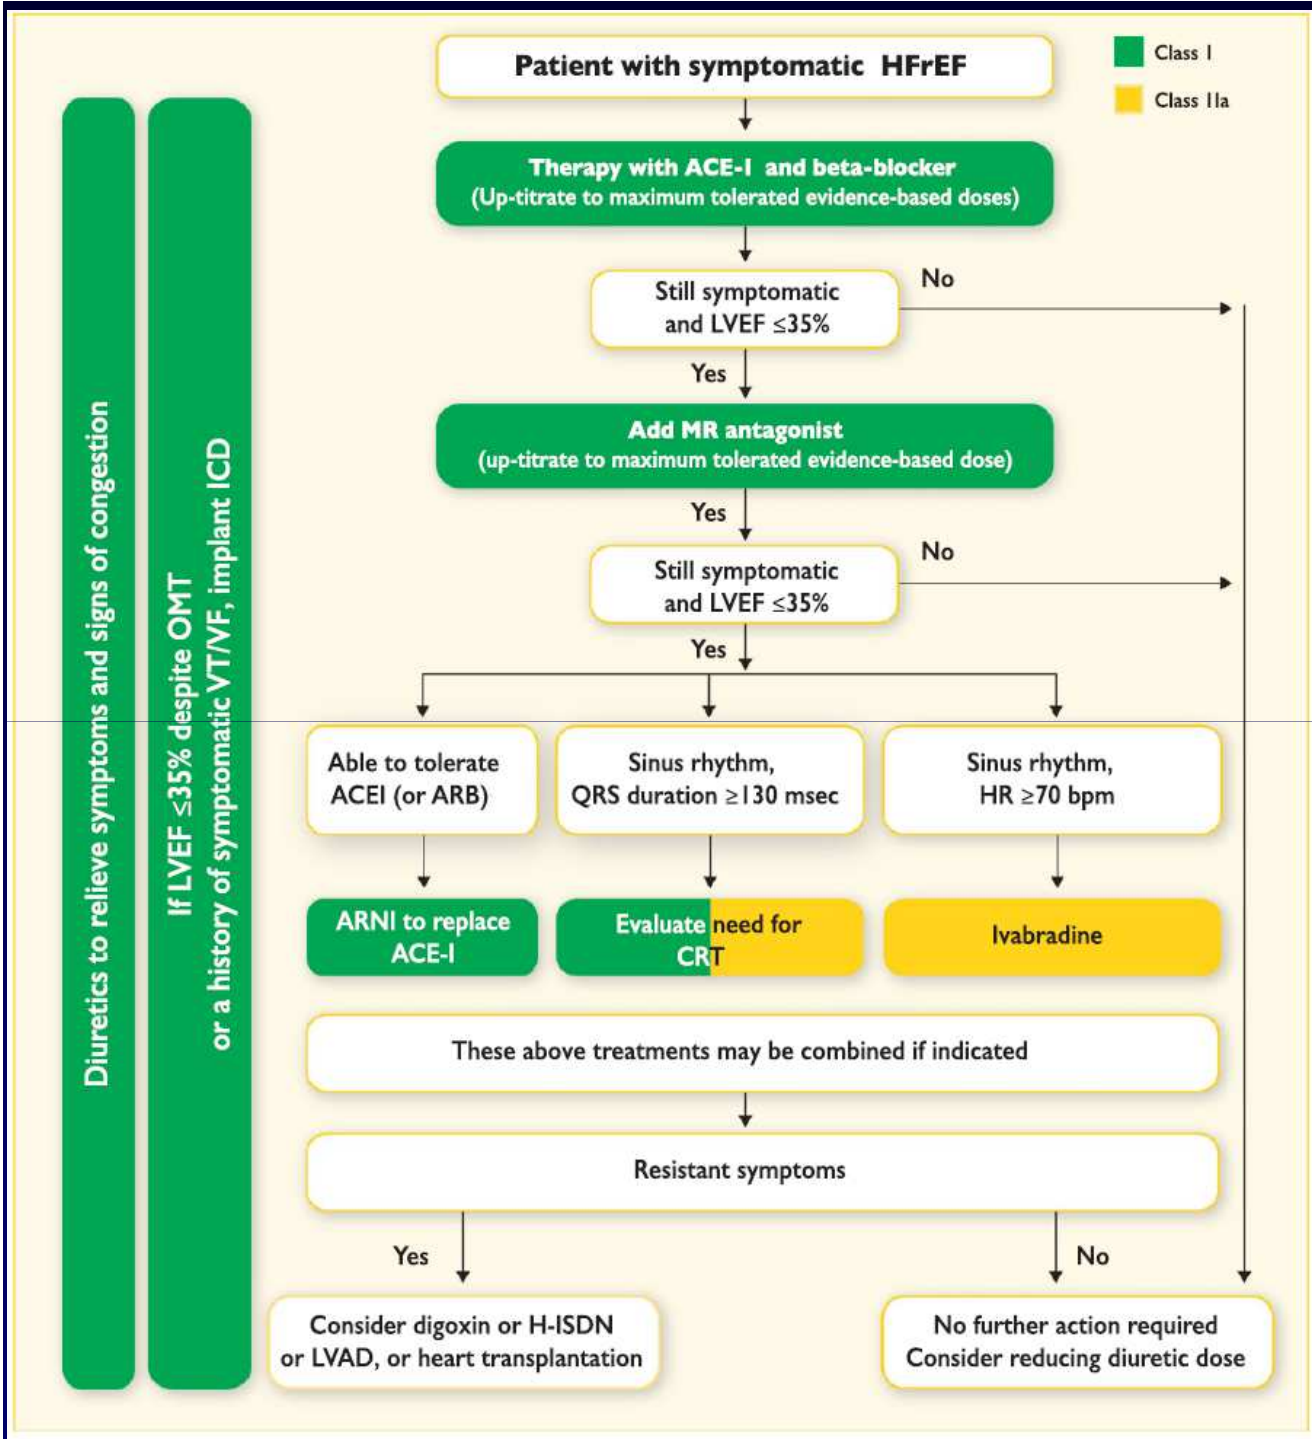 Patient with symptomatic HFrEF
Class I
Class IIa
Therapy with ACE-I and beta-blocker
(Up-titrate to maximum tolerated evidence-based doses)
Still symptomatic
and LVEF ≤35%
No
Yes
Add MR antagonist
(up-titrate to maximum tolerated evidence-based dose)
Yes
Still symptomatic
and LVEF ≤35%
No
Yes
Able to tolerate
ACEI (or ARB)
Sinus rhythm,
QRS duration ≥130 msec
Sinus rhythm,
HR ≥70 bpm
ARNI to replace
ACE-I
Evaluate need for
CRT
Ivabradine
These above treatments may be combined if indicated
Resistant symptoms
Yes
No
Consider digoxin or H-ISDN
or LVAD, or heart transplantation
No further action required
Consider reducing diuretic dose
Diuretics to relieve symptoms and signs of congestion
If LVEF ≤35% despite OMT
or a history of symptomatic VT/VF, implant ICD